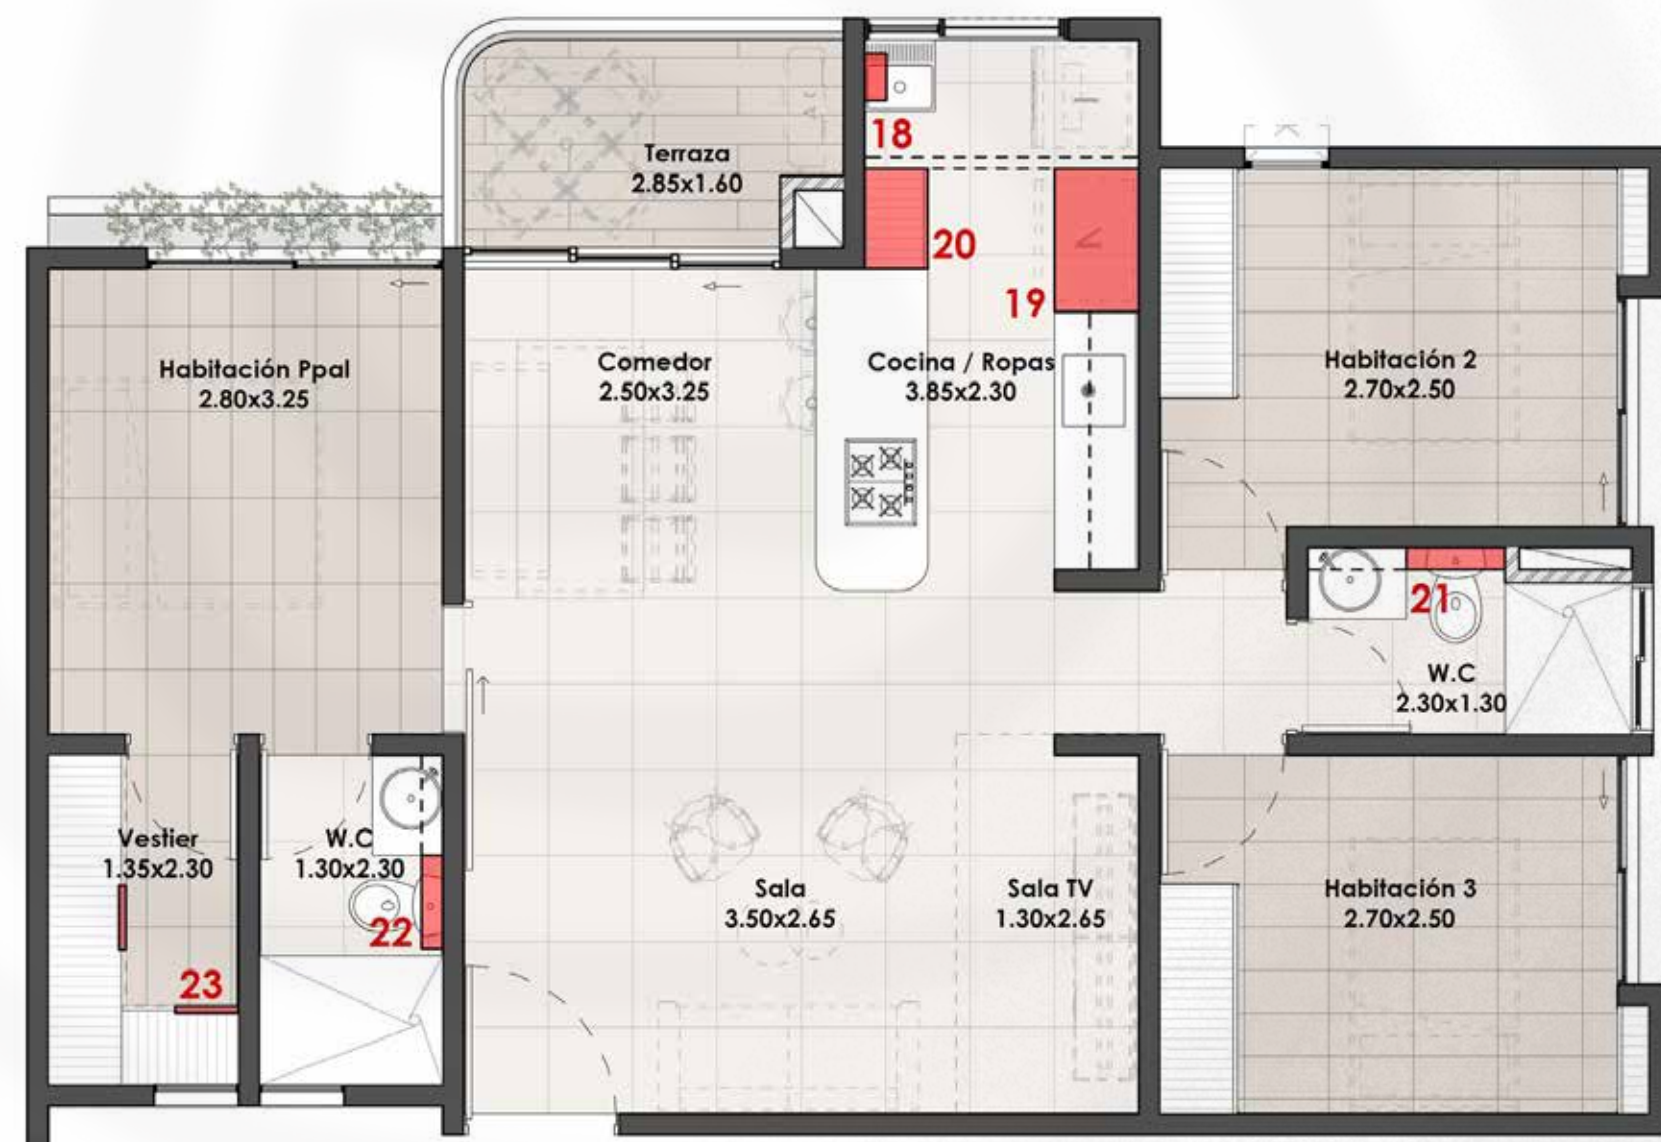 18
Terraza
2.85x1.60
20
19
Habitación Ppal
2.80x3.25
Comedor
2.50x3.25
Cocina / Ropas
3.85x2.30
Habitación 2
2.70x2.50
21
W.C
2.30x1.30
Vestier
1.35x2.30
W.C
1.30x2.30
22
23
Sala
3.50x2.65
Sala TV
1.30x2.65
Habitación 3
2.70x2.50